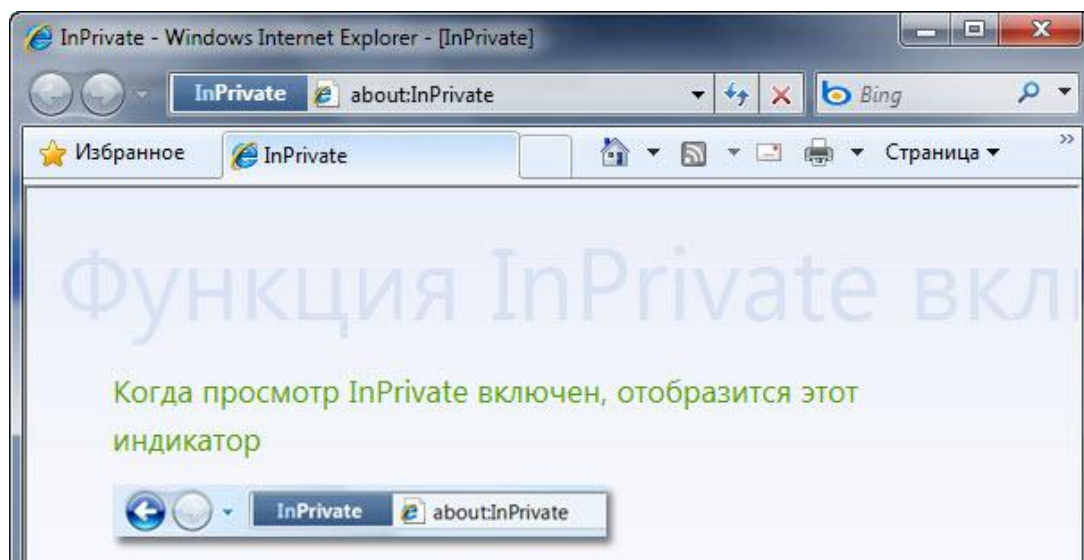 InPrivate - Windows Internet Explorer - [InPrivate]
InPrivate about:InPrivate Bing
Избранное InPrivate Страница
Функция InPrivate вкл
Когда просмотр InPrivate включен, отобразится этот
индикатор
InPrivate about:InPrivate